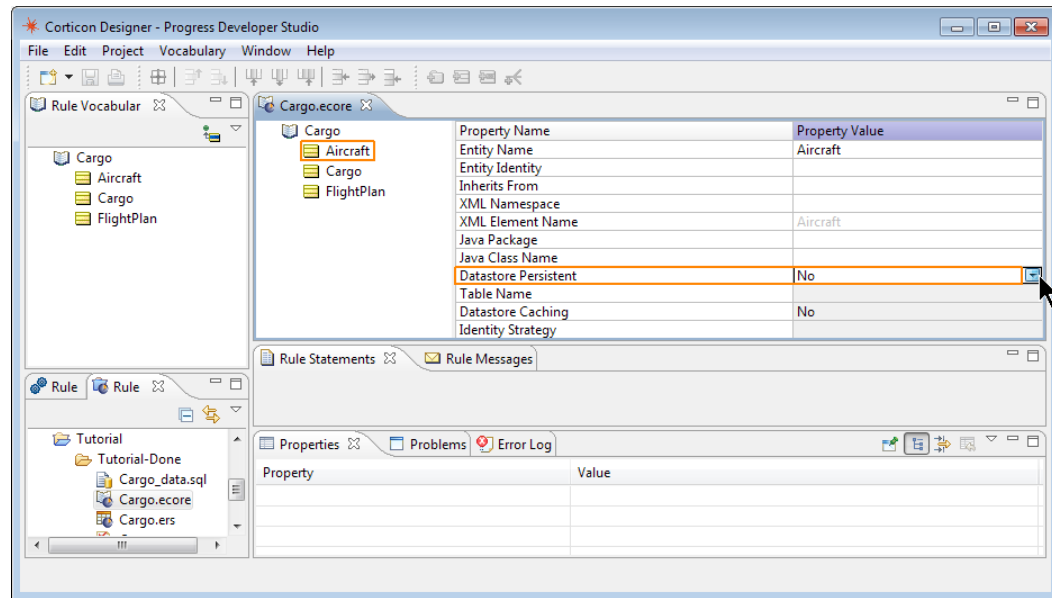 Corticon Designer - Progress Developer Studio
File Edit Project Vocabulary Window Help
Rule Vocabular
Cargo
Aircraft
Cargo
FlightPlan
Cargo.ecore
Cargo
Aircraft
Cargo
FlightPlan
Property Name Property Value
Entity Name Aircraft
Entity Identity
Inherits From
XML Namespace
XML Element Name Aircraft
Java Package
Java Class Name
Datastore Persistent No
Table Name
Datastore Caching No
Identity Strategy
Rule Statements Rule Messages
Rule Rule
Tutorial
Tutorial-Done
Cargo_data.sql
Cargo.ecore
Cargo.ers
Properties Problems Error Log
Property Value